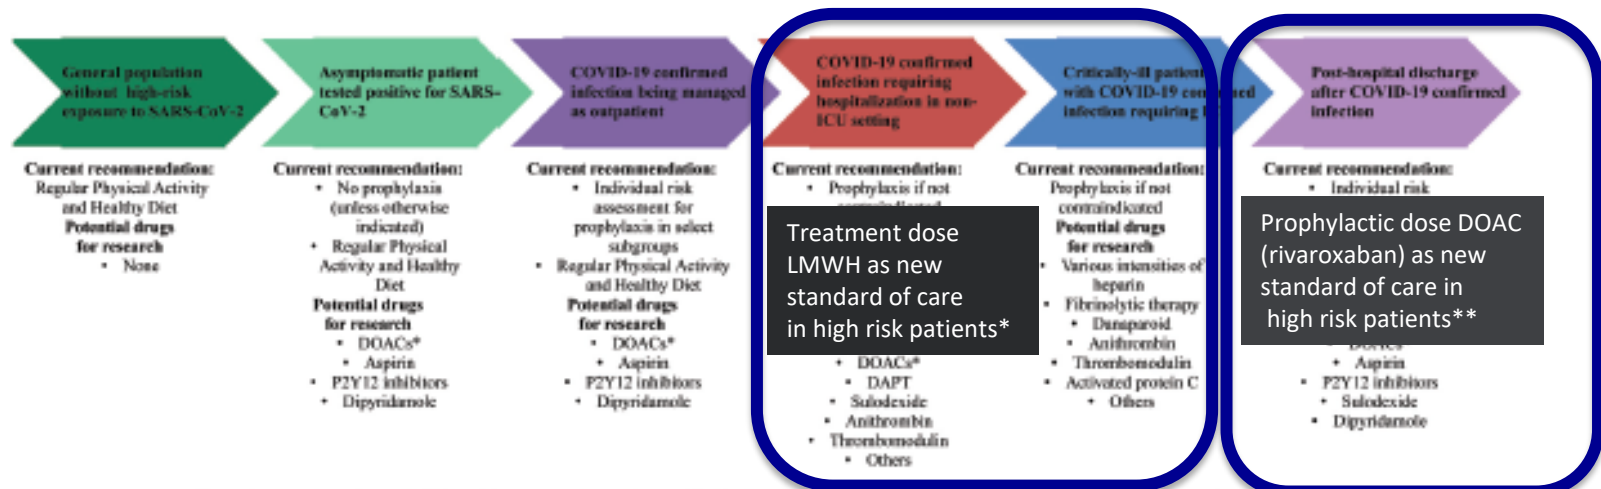 General population
without high-risk
exposure to SARS-CoV-2
Current recommendation:
Regular Physical Activity
and Healthy Diet
Potential drugs
for research
• None
Asymptomatic patient
tested positive for SARS-
CoV-2
Current recommendation:
• No prophylaxis
(unless otherwise
indicated)
• Regular Physical
Activity and Healthy
Diet
Potential drugs
for research
• DOACs*
• Aspirin
• P2Y12 inhibitors
• Dipyridamole
COVID-19 confirmed
infection being managed
as outpatient
Current recommendation:
• Individual risk
assessment for
prophylaxis in select
subgroups
• Regular Physical Activity
and Healthy Diet
Potential drugs
for research
• DOACs*
• Aspirin
• P2Y12 inhibitors
• Dipyridamole
COVID-19 confirmed
infection requiring
hospitalization in non-
ICU setting
Current recommendation:
• Prophylaxis if not
Treatment dose
LMWH as new
standard of care
in high risk patients*
• DOACs*
• DAPT
• Sulodexide
• Anithrombin
• Thrombomodulin
• Others
Critically-ill patient
with COVID-19 confirmed
infection requiring
Current recommendation:
Prophylaxis if not
contraindicated
Potential drugs
for research
• Various intensities of
heparin
• Fibrinolytic therapy
• Danaparoid
• Anithrombin
• Thrombomodulin
• Activated protein C
• Others
Post-hospital discharge
after COVID-19 confirmed
infection
Current recommendation:
• Individual risk
Prophylactic dose DOAC
(rivaroxaban) as new
standard of care in
high risk patients**
• Aspirin
• P2Y12 inhibitors
• Sulodexide
• Dipyridamole